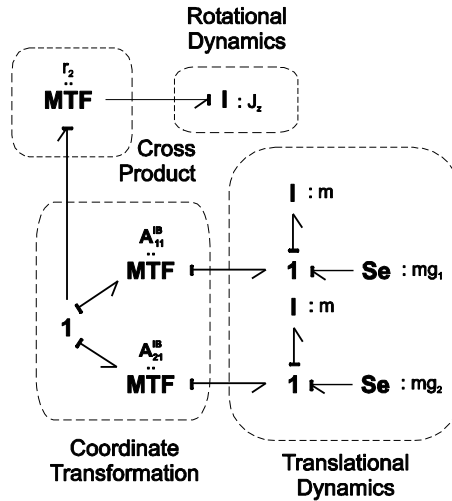 Rotational
Dynamics
r₂
MTF
I : J_z
Cross
Product
I : m
A₁₁ᴵᴮ
MTF
1
Se : mg₁
I : m
1
A₂₁ᴵᴮ
MTF
1
Se : mg₂
Coordinate
Transformation
Translational
Dynamics